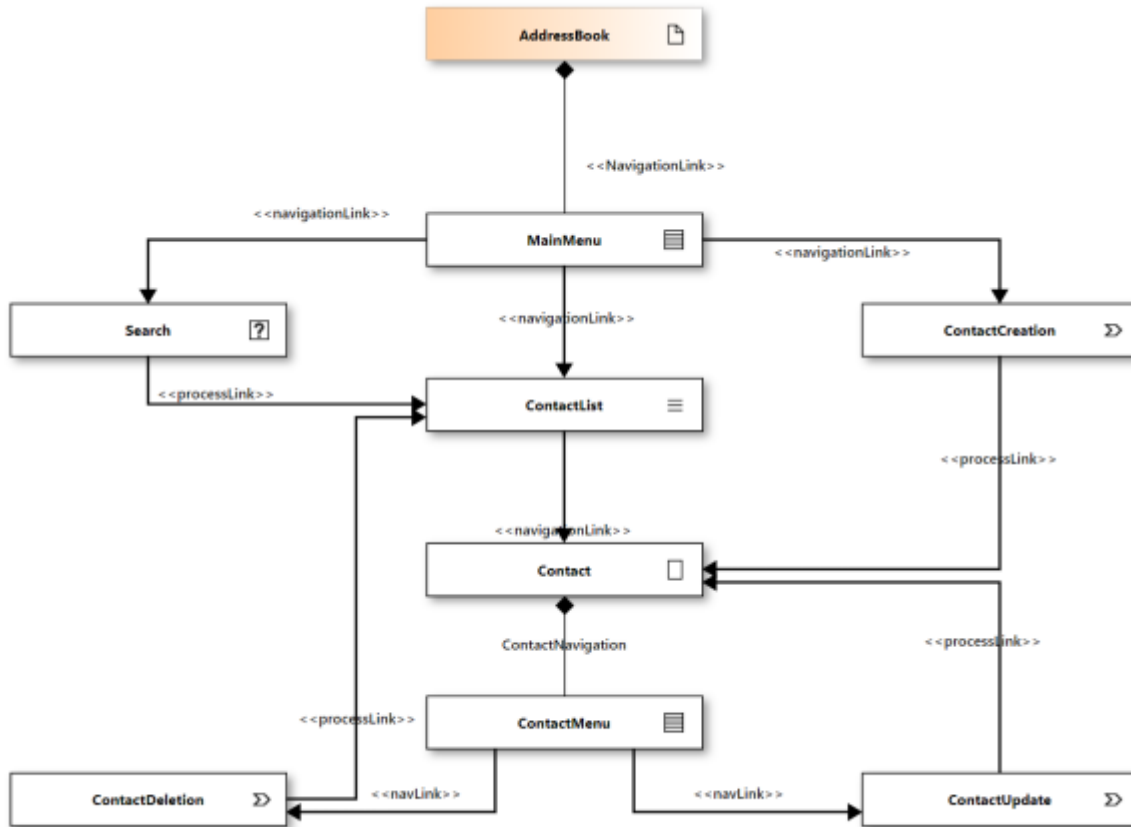 AddressBook
<<NavigationLink>>
<<navigationLink>>
MainMenu
<<navigationLink>>
Search
?
<<navigationLink>>
ContactCreation
<<processLink>>
ContactList
<<processLink>>
<<navigationLink>>
Contact
ContactNavigation
<<processLink>>
<<processLink>>
ContactMenu
ContactDeletion
<<navLink>>
<<navLink>>
ContactUpdate